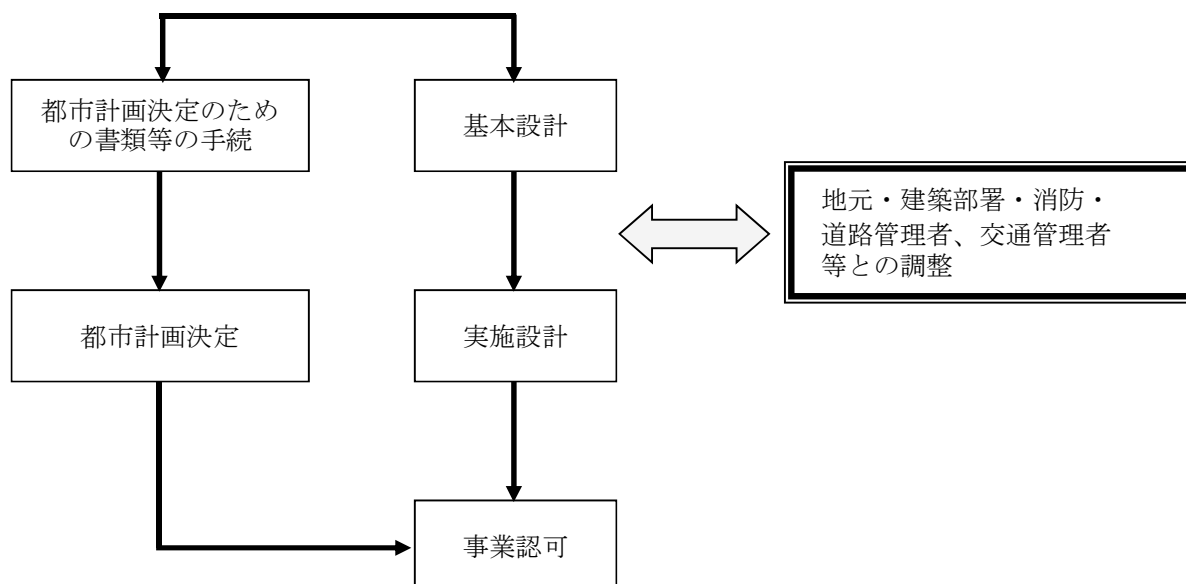 都市計画決定のため
の書類等の手続
基本設計
地元・建築部署・消防・
道路管理者、交通管理者
等との調整
都市計画決定
実施設計
事業認可